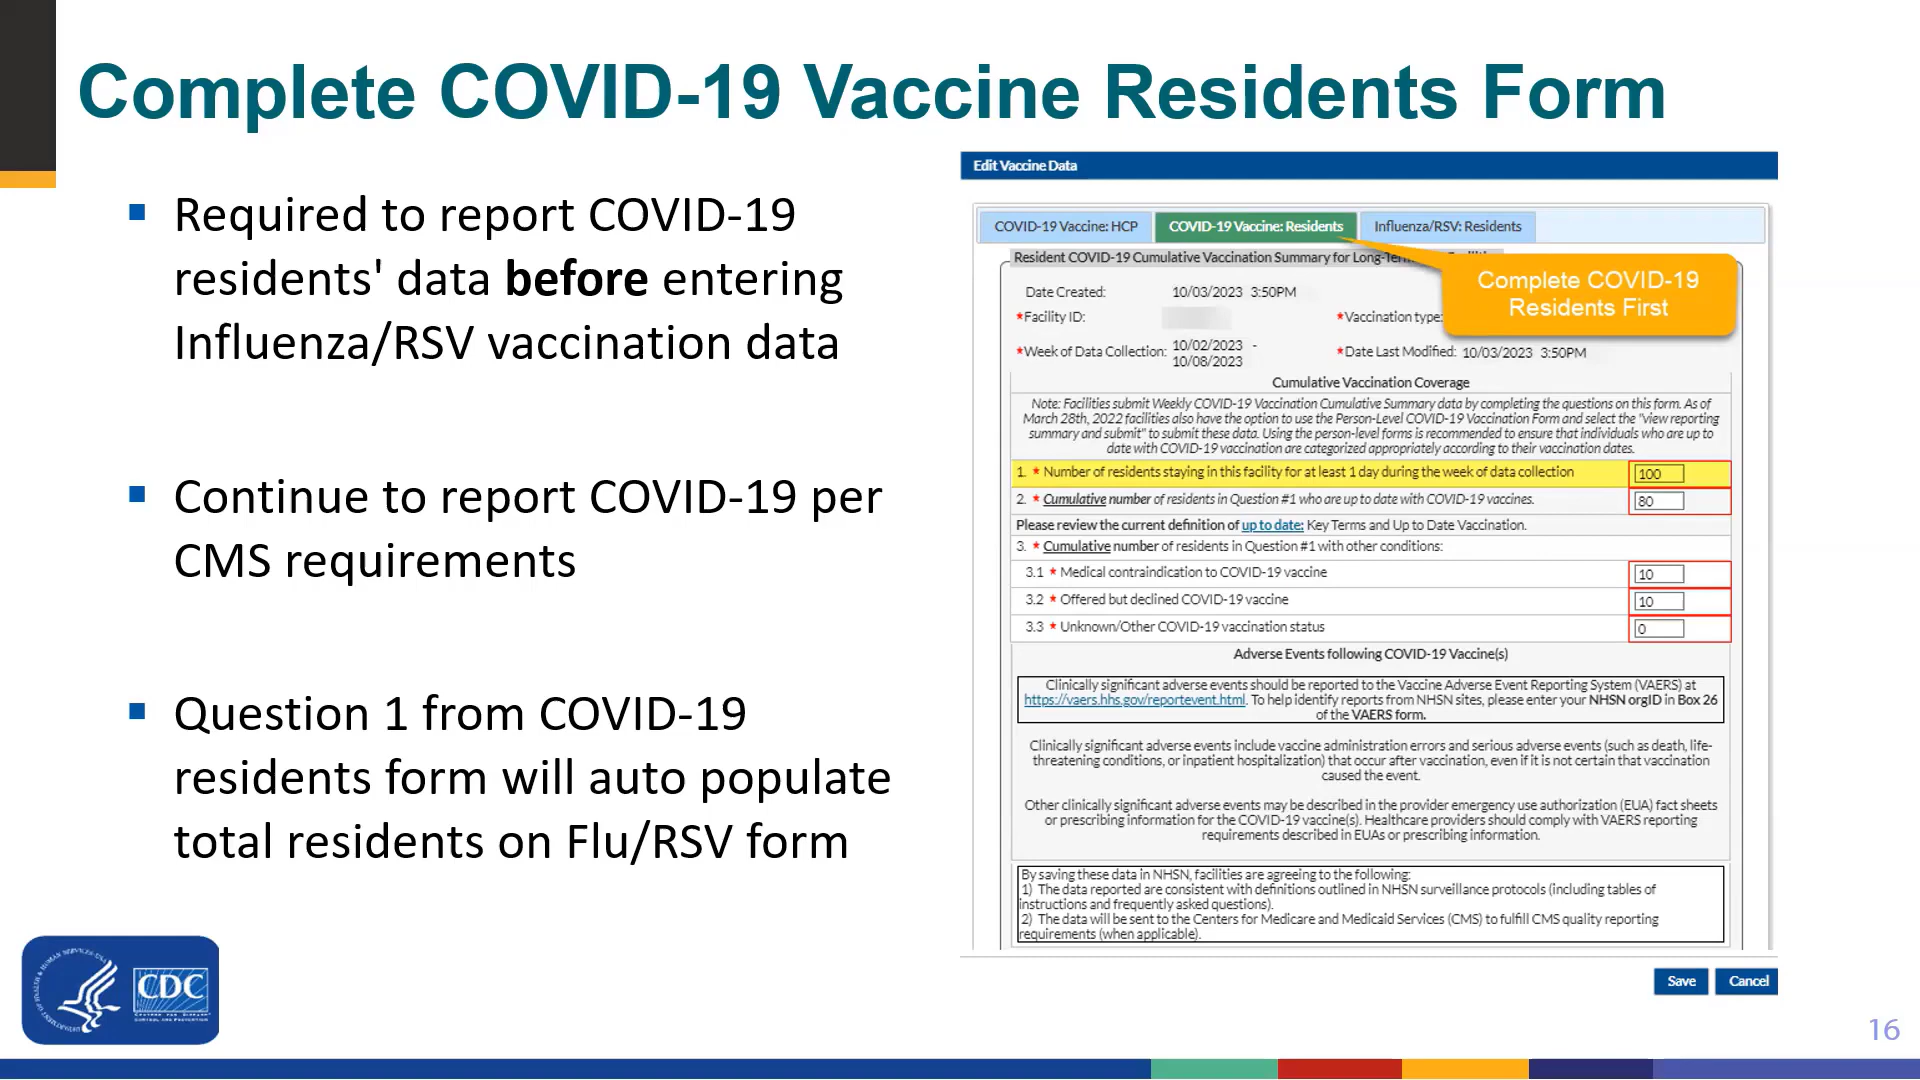 Complete COVID-19 Vaccine Residents Form
Required to report COVID-19
residents' data before entering
Influenza/RSV vaccination data
Continue to report COVID-19 per
CMS requirements
Question 1 from COVID-19
residents form will auto populate
total residents on Flu/RSV form
Edit Vaccine Data
COVID-19 Vaccine: HCP
COVID-19 Vaccine: Residents
Influenza/RSV: Residents
Resident COVID-19 Cumulative Vaccination Summary for
Complete COVID-19
Residents First
Date Created: 10/03/2023 3:50PM
*Facility ID: *Vaccination type:
*Week of Data Collection: 10/02/2023 -
10/08/2023
*Date Last Modified: 10/03/2023 3:50PM
Cumulative Vaccination Coverage
Note: Facilities submit Weekly COVID-19 Vaccination Cumulative Summary data by completing the questions on this form. As of
March 28th, 2022 facilities also have the option to use the Person-Level COVID-19 Vaccination Form and select the "view reporting
summary and submit" to submit these data. Using the person-level forms is recommended to ensure that individuals who are up to
date with COVID-19 vaccination are categorized appropriately according to their vaccination dates.
1. * Number of residents staying in this facility for at least 1 day during the week of data collection 100
2. * Cumulative number of residents in Question #1 who are up to date with COVID-19 vaccines. 80
Please review the current definition of up to date: Key Terms and Up to Date Vaccination.
3. * Cumulative number of residents in Question #1 with other conditions:
3.1 * Medical contraindication to COVID-19 vaccine 10
3.2 * Offered but declined COVID-19 vaccine 10
3.3 * Unknown/Other COVID-19 vaccination status 0
Adverse Events following COVID-19 Vaccine(s)
Clinically significant adverse events should be reported to the Vaccine Adverse Event Reporting System (VAERS) at
https://vaers.hhs.gov/reportevent.html. To help identify reports from NHSN sites, please enter your NHSN orgID in Box 26
of the VAERS form.
Clinically significant adverse events include vaccine administration errors and serious adverse events (such as death, life-
threatening conditions, or inpatient hospitalization) that occur after vaccination, even if it is not certain that vaccination
caused the event.
Other clinically significant adverse events may be described in the provider emergency use authorization (EUA) fact sheets
or prescribing information for the COVID-19 vaccine(s). Healthcare providers should comply with VAERS reporting
requirements described in EUAs or prescribing information.
By saving these data in NHSN, facilities are agreeing to the following:
1) The data reported are consistent with definitions outlined in NHSN surveillance protocols (including tables of
instructions and frequently asked questions).
2) The data will be sent to the Centers for Medicare and Medicaid Services (CMS) to fulfill CMS quality reporting
requirements (when applicable).
Save
Cancel
CDC
CENTERS FOR DISEASE
CONTROL AND PREVENTION
16